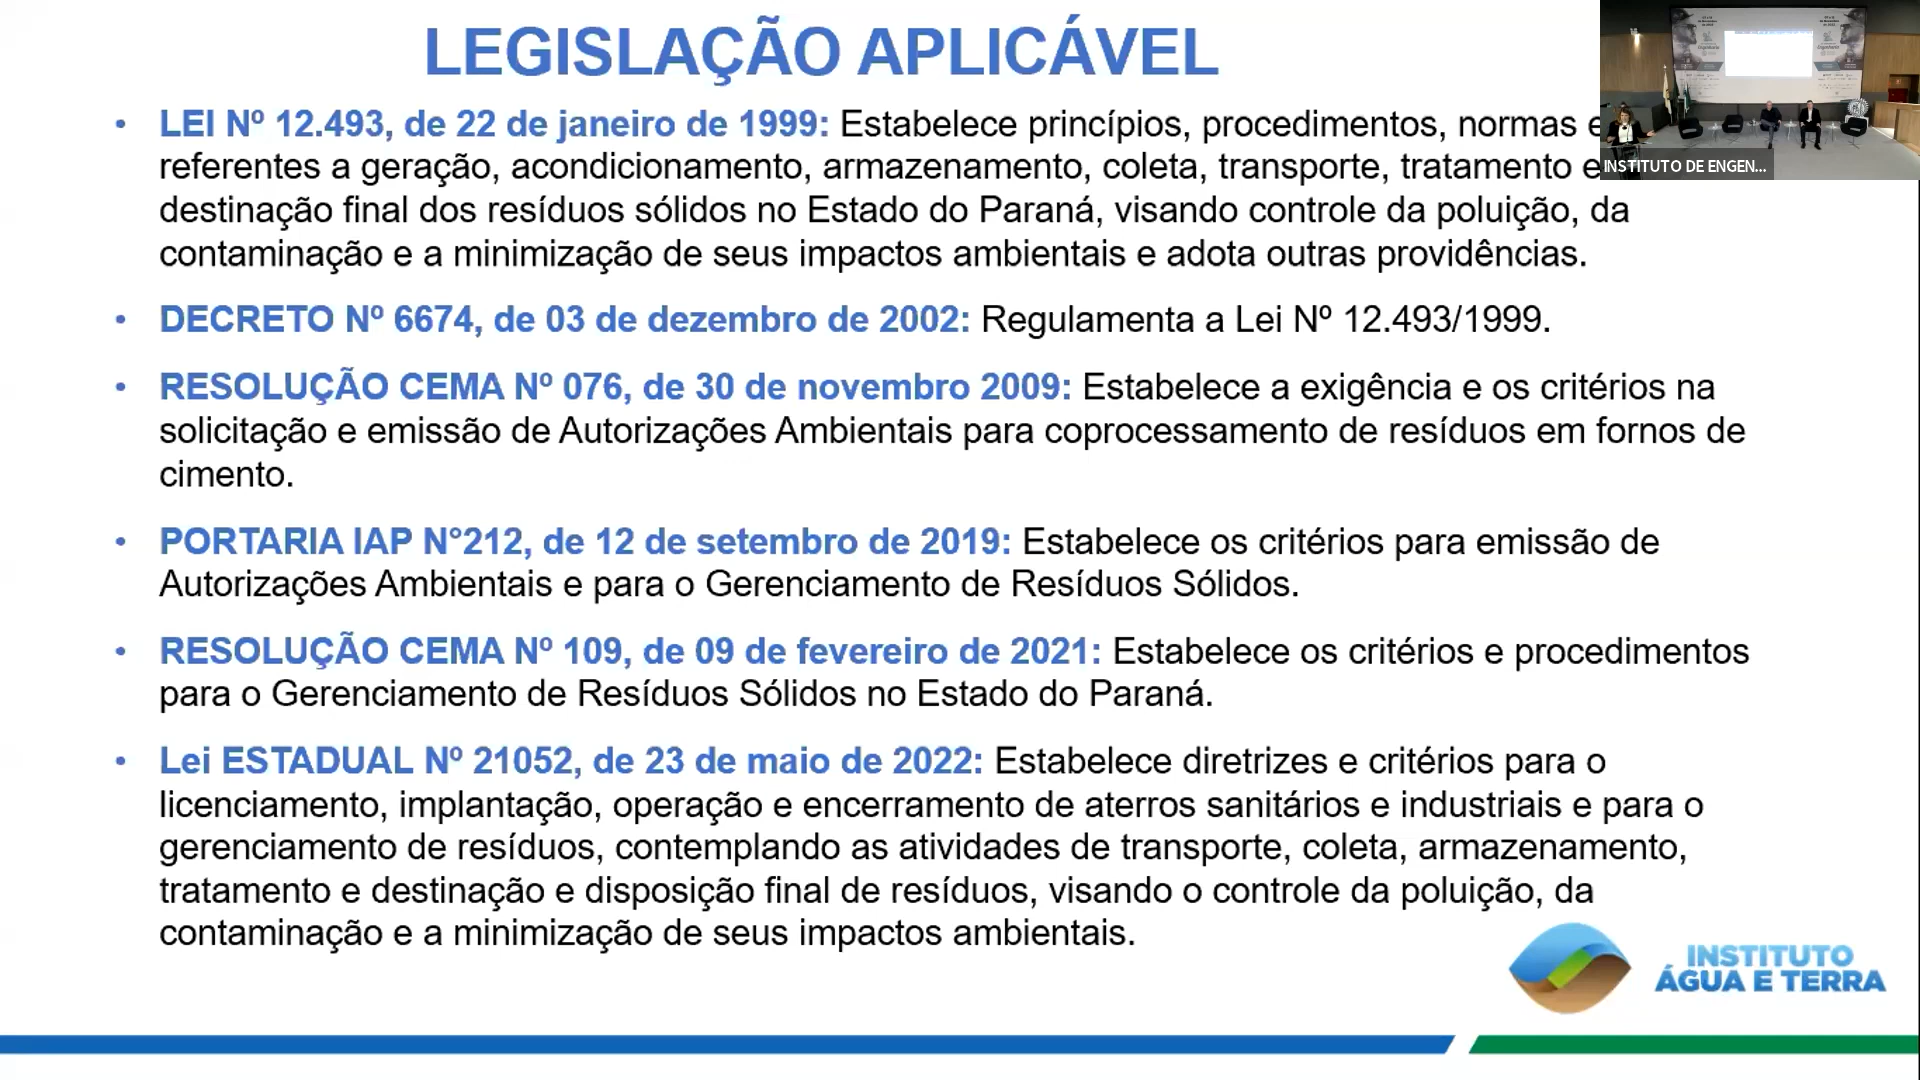 LEGISLAÇÃO APLICÁVEL
• LEI Nº 12.493, de 22 de janeiro de 1999: Estabelece princípios, procedimentos, normas e
referentes a geração, acondicionamento, armazenamento, coleta, transporte, tratamento e
destinação final dos resíduos sólidos no Estado do Paraná, visando controle da poluição, da
contaminação e a minimização de seus impactos ambientais e adota outras providências.
• DECRETO Nº 6674, de 03 de dezembro de 2002: Regulamenta a Lei Nº 12.493/1999.
• RESOLUÇÃO CEMA Nº 076, de 30 de novembro 2009: Estabelece a exigência e os critérios na
solicitação e emissão de Autorizações Ambientais para coprocessamento de resíduos em fornos de
cimento.
• PORTARIA IAP N°212, de 12 de setembro de 2019: Estabelece os critérios para emissão de
Autorizações Ambientais e para o Gerenciamento de Resíduos Sólidos.
• RESOLUÇÃO CEMA Nº 109, de 09 de fevereiro de 2021: Estabelece os critérios e procedimentos
para o Gerenciamento de Resíduos Sólidos no Estado do Paraná.
• Lei ESTADUAL Nº 21052, de 23 de maio de 2022: Estabelece diretrizes e critérios para o
licenciamento, implantação, operação e encerramento de aterros sanitários e industriais e para o
gerenciamento de resíduos, contemplando as atividades de transporte, coleta, armazenamento,
tratamento e destinação e disposição final de resíduos, visando o controle da poluição, da
contaminação e a minimização de seus impactos ambientais.
INSTITUTO DE ENGEN...
INSTITUTO
ÁGUA E TERRA